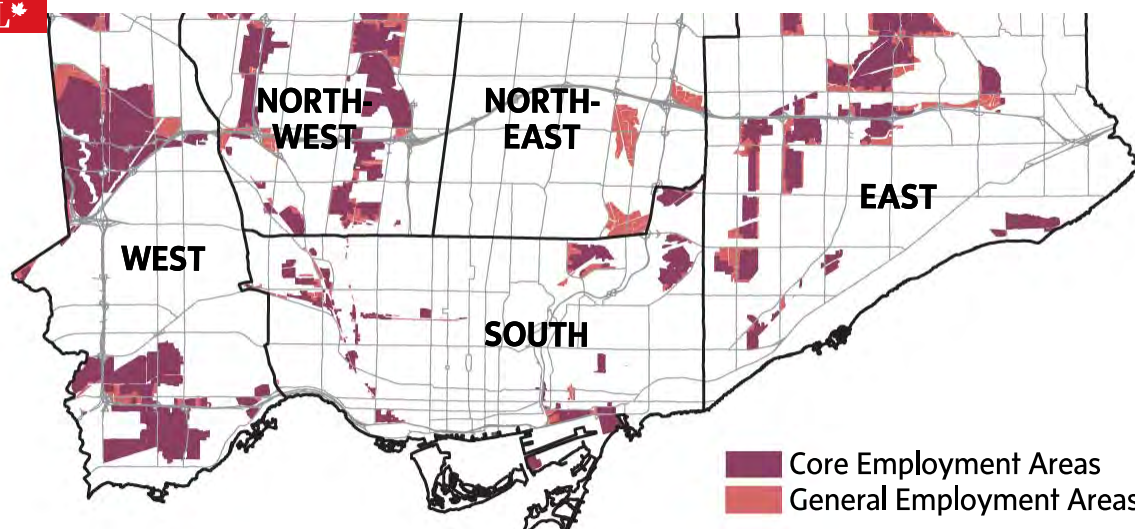 L
NORTH-
WEST
NORTH-
EAST
EAST
WEST
SOUTH
Core Employment Areas
General Employment Areas